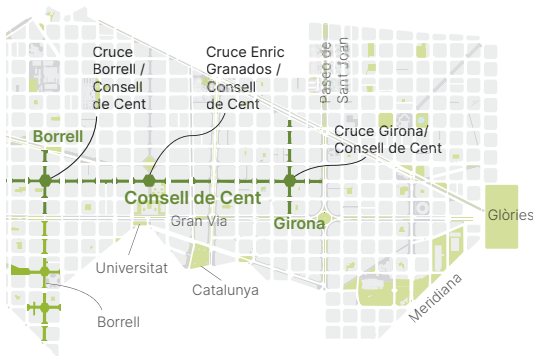 Cruce
Borrell /
Consell
de Cent
Cruce Enric
Granados /
Consell
de Cent
Paseo de
Sant Joan
Cruce Girona/
Consell de Cent
Borrell
Consell de Cent
Gran Via
Girona
Glòries
Universitat
Catalunya
Meridiana
Borrell